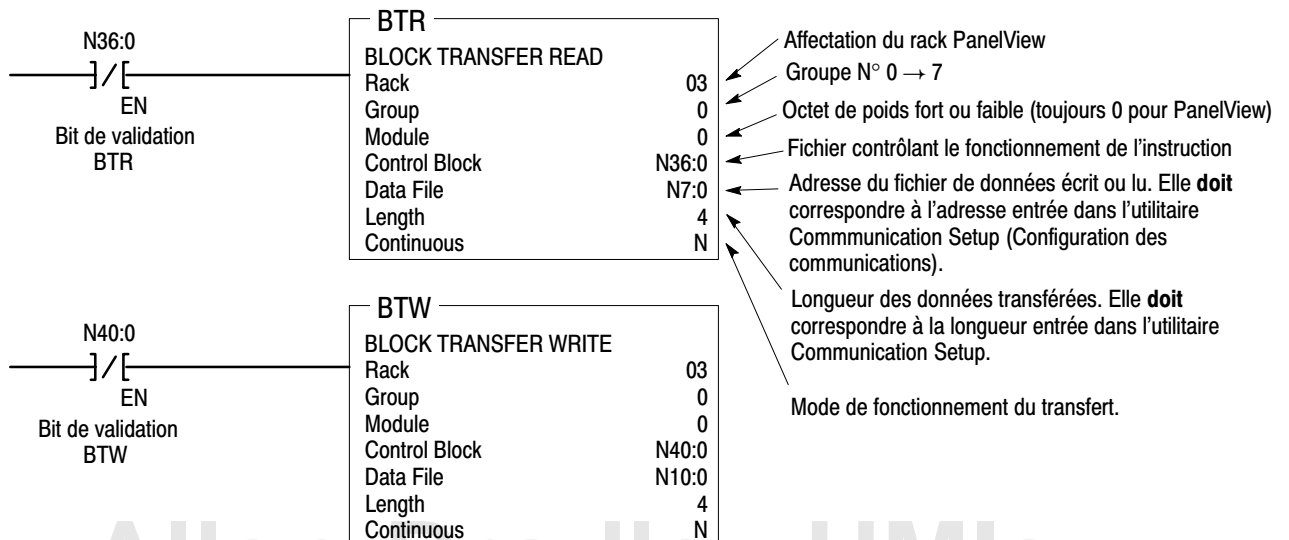 BTR
N36:0
EN
Bit de validation
BTR
BLOCK TRANSFER READ
Rack 03
Group 0
Module 0
Control Block N36:0
Data File N7:0
Length 4
Continuous N
Affectation du rack PanelView
Groupe N° 0 → 7
Octet de poids fort ou faible (toujours 0 pour PanelView)
Fichier contrôlant le fonctionnement de l'instruction
Adresse du fichier de données écrit ou lu. Elle doit
correspondre à l'adresse entrée dans l'utilitaire
Commmunication Setup (Configuration des
communications).
Longueur des données transférées. Elle doit
correspondre à la longueur entrée dans l'utilitaire
Communication Setup.
Mode de fonctionnement du transfert.
BTW
N40:0
EN
Bit de validation
BTW
BLOCK TRANSFER WRITE
Rack 03
Group 0
Module 0
Control Block N40:0
Data File N10:0
Length 4
Continuous N